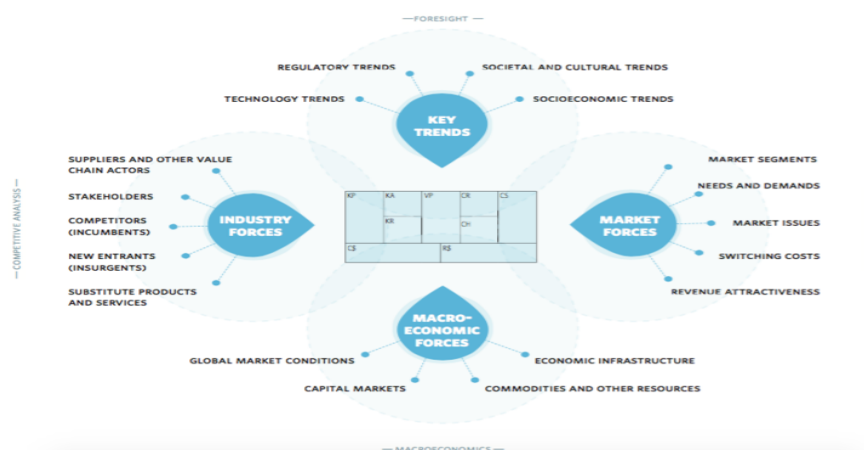 —FORESIGHT —
REGULATORY TRENDS
SOCIETAL AND CULTURAL TRENDS
TECHNOLOGY TRENDS
SOCIOECONOMIC TRENDS
KEY
TRENDS
SUPPLIERS AND OTHER VALUE
CHAIN ACTORS
STAKEHOLDERS
COMPETITORS
(INCUMBENTS)
NEW ENTRANTS
(INSURGENTS)
SUBSTITUTE PRODUCTS
AND SERVICES
— COMPETITIVE ANALYSIS —
INDUSTRY
FORCES
KP
KA
VP
CR
CS
KR
CH
C$
R$
MARKET
FORCES
MARKET SEGMENTS
NEEDS AND DEMANDS
MARKET ISSUES
SWITCHING COSTS
REVENUE ATTRACTIVENESS
MACRO-
ECONOMIC
FORCES
GLOBAL MARKET CONDITIONS
ECONOMIC INFRASTRUCTURE
CAPITAL MARKETS
COMMODITIES AND OTHER RESOURCES
— MACROECONOMICS —